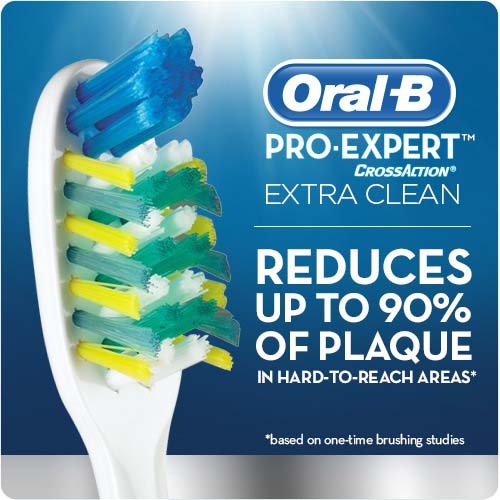 Oral-B
PRO·EXPERT™
CROSSACTION®
EXTRA CLEAN
REDUCES
UP TO 90%
OF PLAQUE
IN HARD-TO-REACH AREAS*
*based on one-time brushing studies